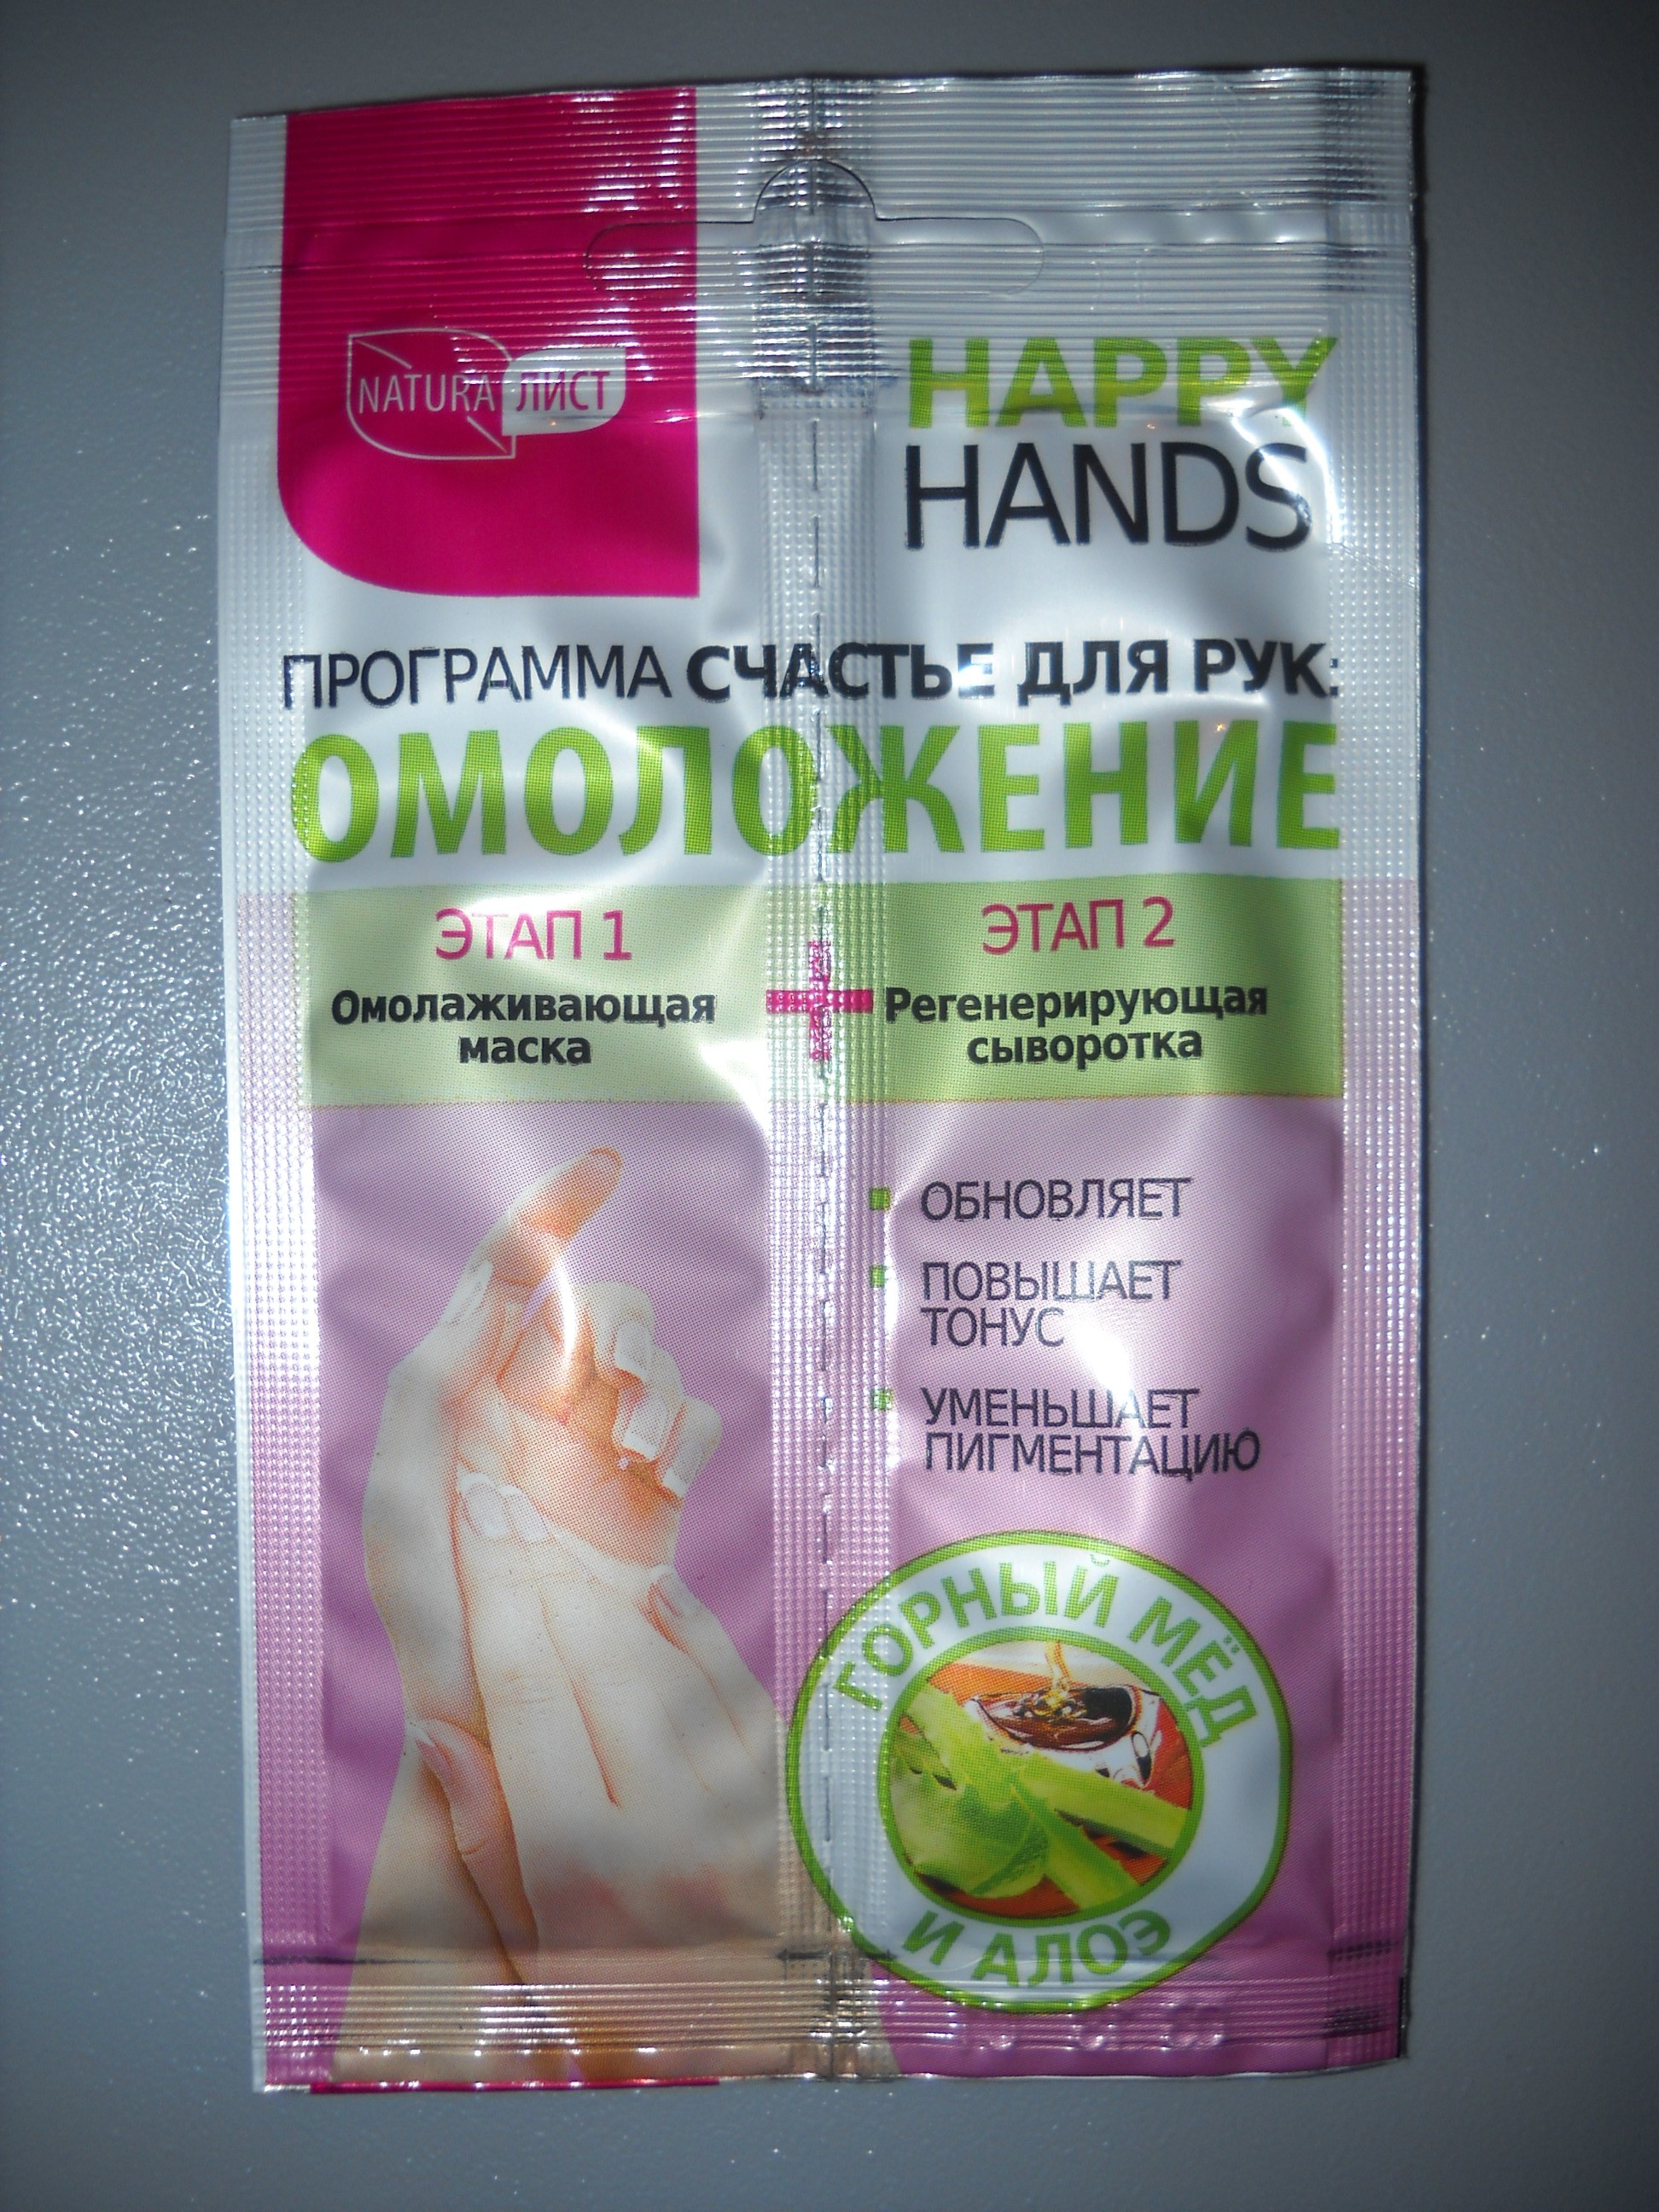 NATURA ЛИСТ
HAPPY
HANDS
ПРОГРАММА СЧАСТЬЕ ДЛЯ РУК:
ОМОЛОЖЕНИЕ
ЭТАП 1
Омолаживающая
маска
+
ЭТАП 2
Регенерирующая
сыворотка
ОБНОВЛЯЕТ
ПОВЫШАЕТ
ТОНУС
УМЕНЬШАЕТ
ПИГМЕНТАЦИЮ
ГОРНЫЙ МЁД
И АЛОЭ